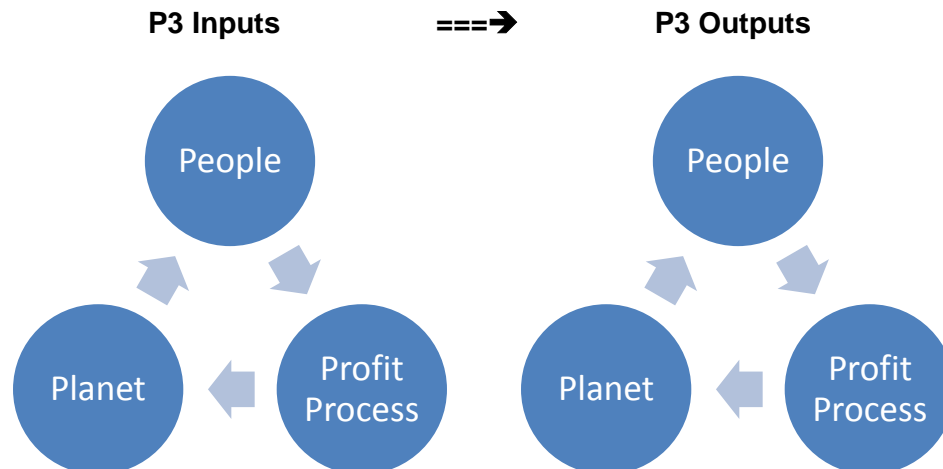 P3 Inputs ===➔ P3 Outputs
People People
Planet Profit Process Planet Profit Process